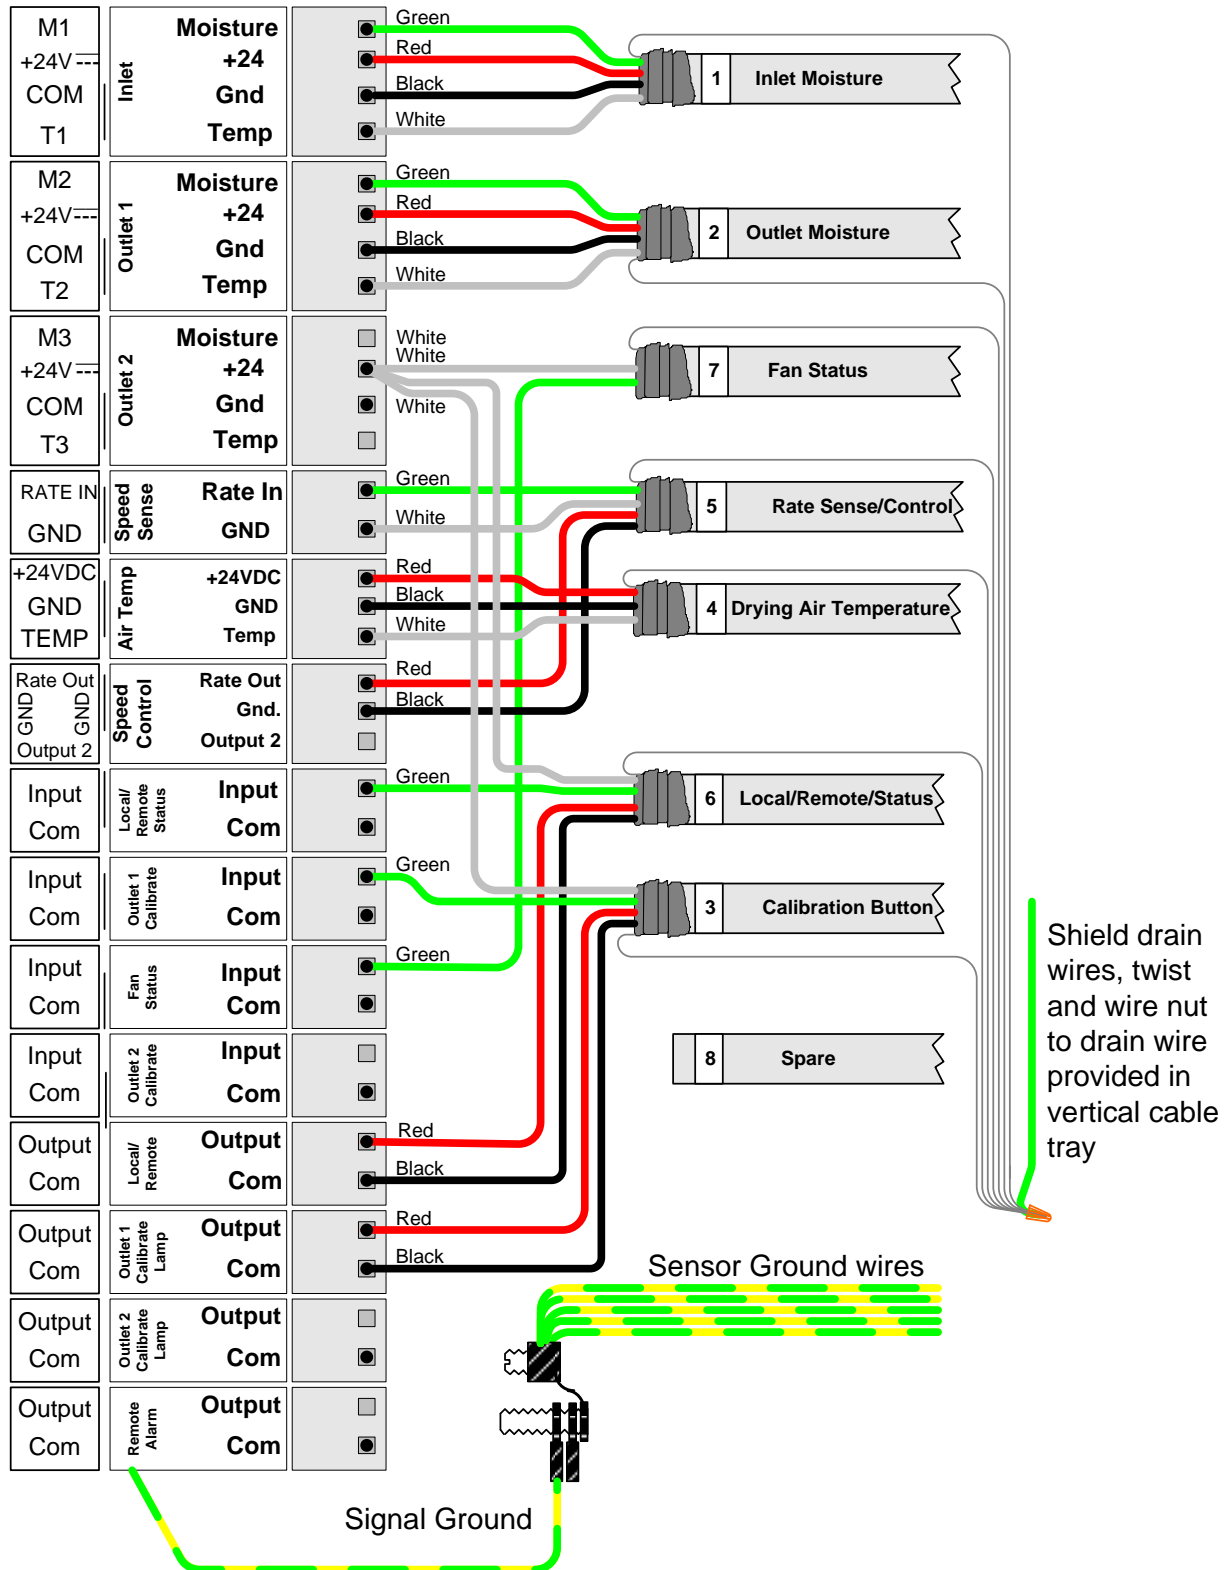 M1
+24V
COM
T1
Inlet
Moisture
+24
Gnd
Temp
Green
Red
Black
White
1
Inlet Moisture
M2
+24V
COM
T2
Outlet 1
Moisture
+24
Gnd
Temp
Green
Red
Black
White
2
Outlet Moisture
M3
+24V
COM
T3
Outlet 2
Moisture
+24
Gnd
Temp
White
White
White
7
Fan Status
RATE IN
GND
Speed
Sense
Rate In
GND
Green
White
5
Rate Sense/Control
+24VDC
GND
TEMP
Air Temp
+24VDC
GND
Temp
Red
Black
White
4
Drying Air Temperature
Rate Out
GND
GND
Output 2
Speed
Control
Rate Out
Gnd.
Output 2
Red
Black
Input
Com
Local/
Remote
Status
Input
Com
Green
6
Local/Remote/Status
Input
Com
Outlet 1
Calibrate
Input
Com
Green
3
Calibration Button
Input
Com
Fan
Status
Input
Com
Green
Input
Com
Outlet 2
Calibrate
Input
Com
8
Spare
Shield drain
wires, twist
and wire nut
to drain wire
provided in
vertical cable
tray
Output
Com
Local/
Remote
Output
Com
Red
Black
Output
Com
Outlet 1
Calibrate
Lamp
Output
Com
Red
Black
Sensor Ground wires
Output
Com
Outlet 2
Calibrate
Lamp
Output
Com
Output
Com
Remote
Alarm
Output
Com
Signal Ground